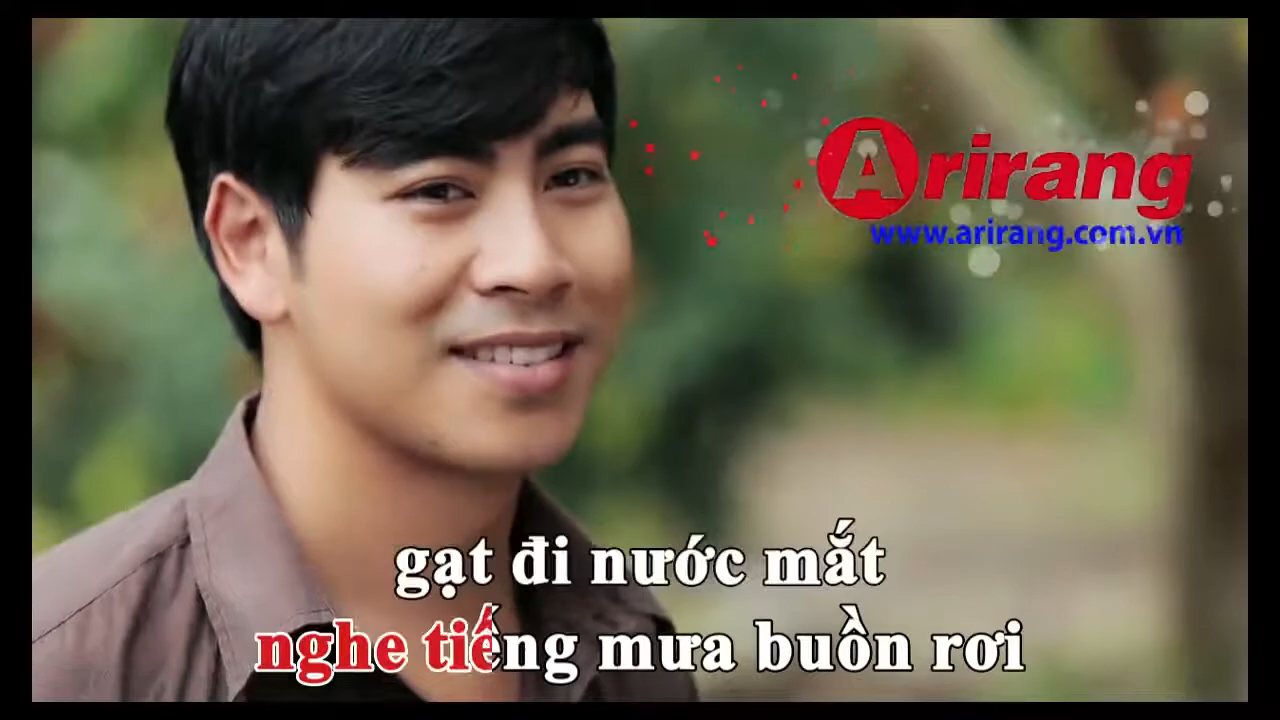 Arirang
www.arirang.com.vn
gạt đi nước mắt
nghe tiếng mưa buồn rơi